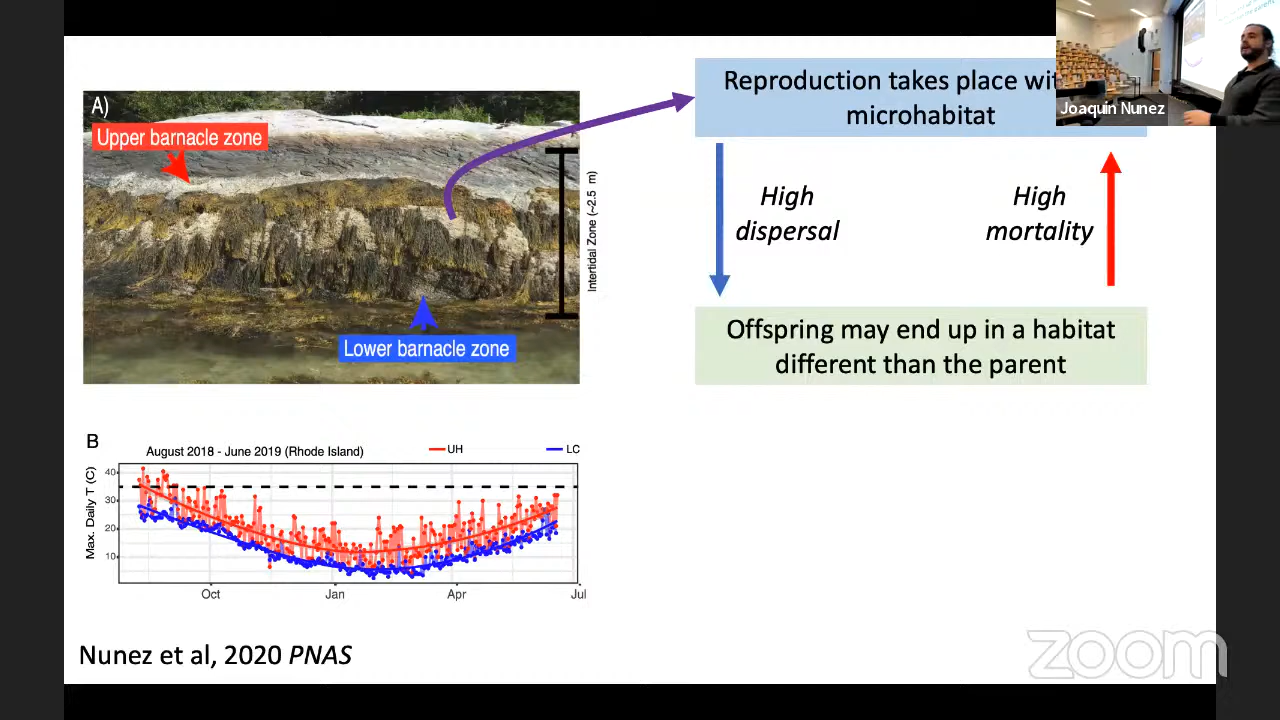 A)
Upper barnacle zone
Lower barnacle zone
Intertidal Zone (~2.5 m)
Reproduction takes place
microhabitat
Joaquin Nunez
High
dispersal
High
mortality
Offspring may end up in a habitat
different than the parent
B
August 2018 - June 2019 (Rhode Island)
UH
LC
Max. Daily T (C)
40
30
20
10
Oct
Jan
Apr
Jul
Nunez et al, 2020 PNAS
zoom